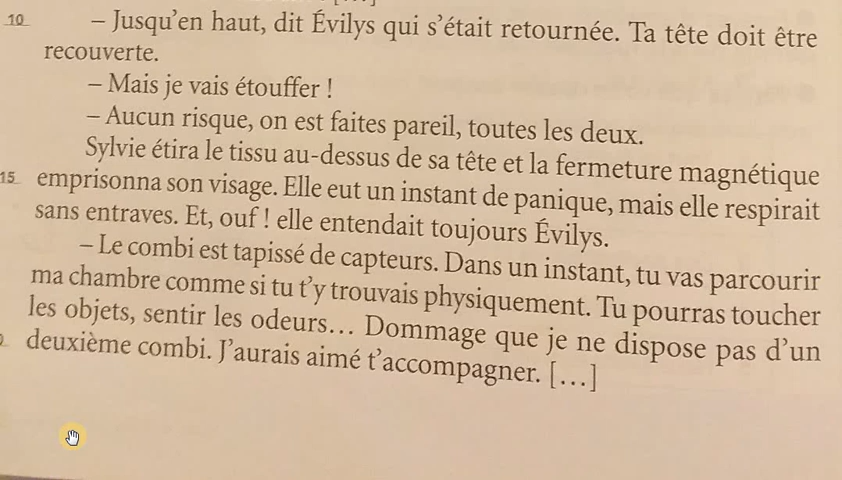 10 – Jusqu'en haut, dit Évilys qui s'était retournée. Ta tête doit être
recouverte.
– Mais je vais étouffer !
– Aucun risque, on est faites pareil, toutes les deux.
Sylvie étira le tissu au-dessus de sa tête et la fermeture magnétique
15 emprisonna son visage. Elle eut un instant de panique, mais elle respirait
sans entraves. Et, ouf ! elle entendait toujours Évilys.
– Le combi est tapissé de capteurs. Dans un instant, tu vas parcourir
ma chambre comme si tu t'y trouvais physiquement. Tu pourras toucher
les objets, sentir les odeurs… Dommage que je ne dispose pas d'un
deuxième combi. J'aurais aimé t'accompagner. […]